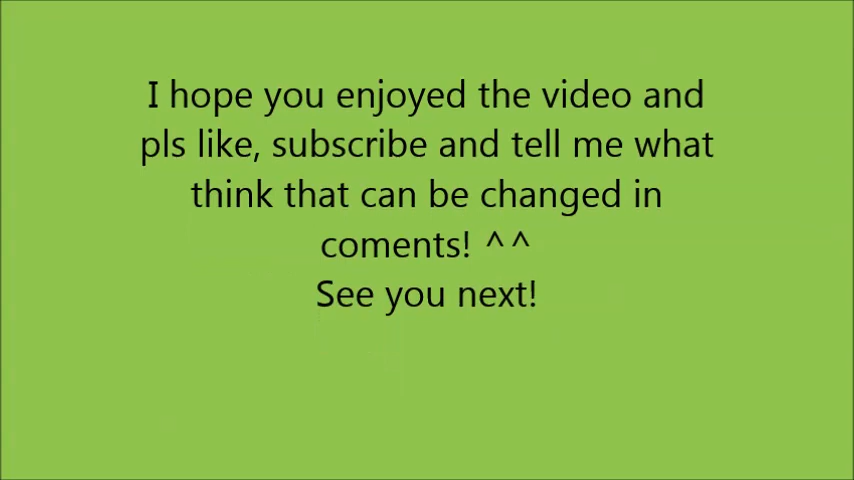 I hope you enjoyed the video and
pls like, subscribe and tell me what
think that can be changed in
coments! ^^
See you next!